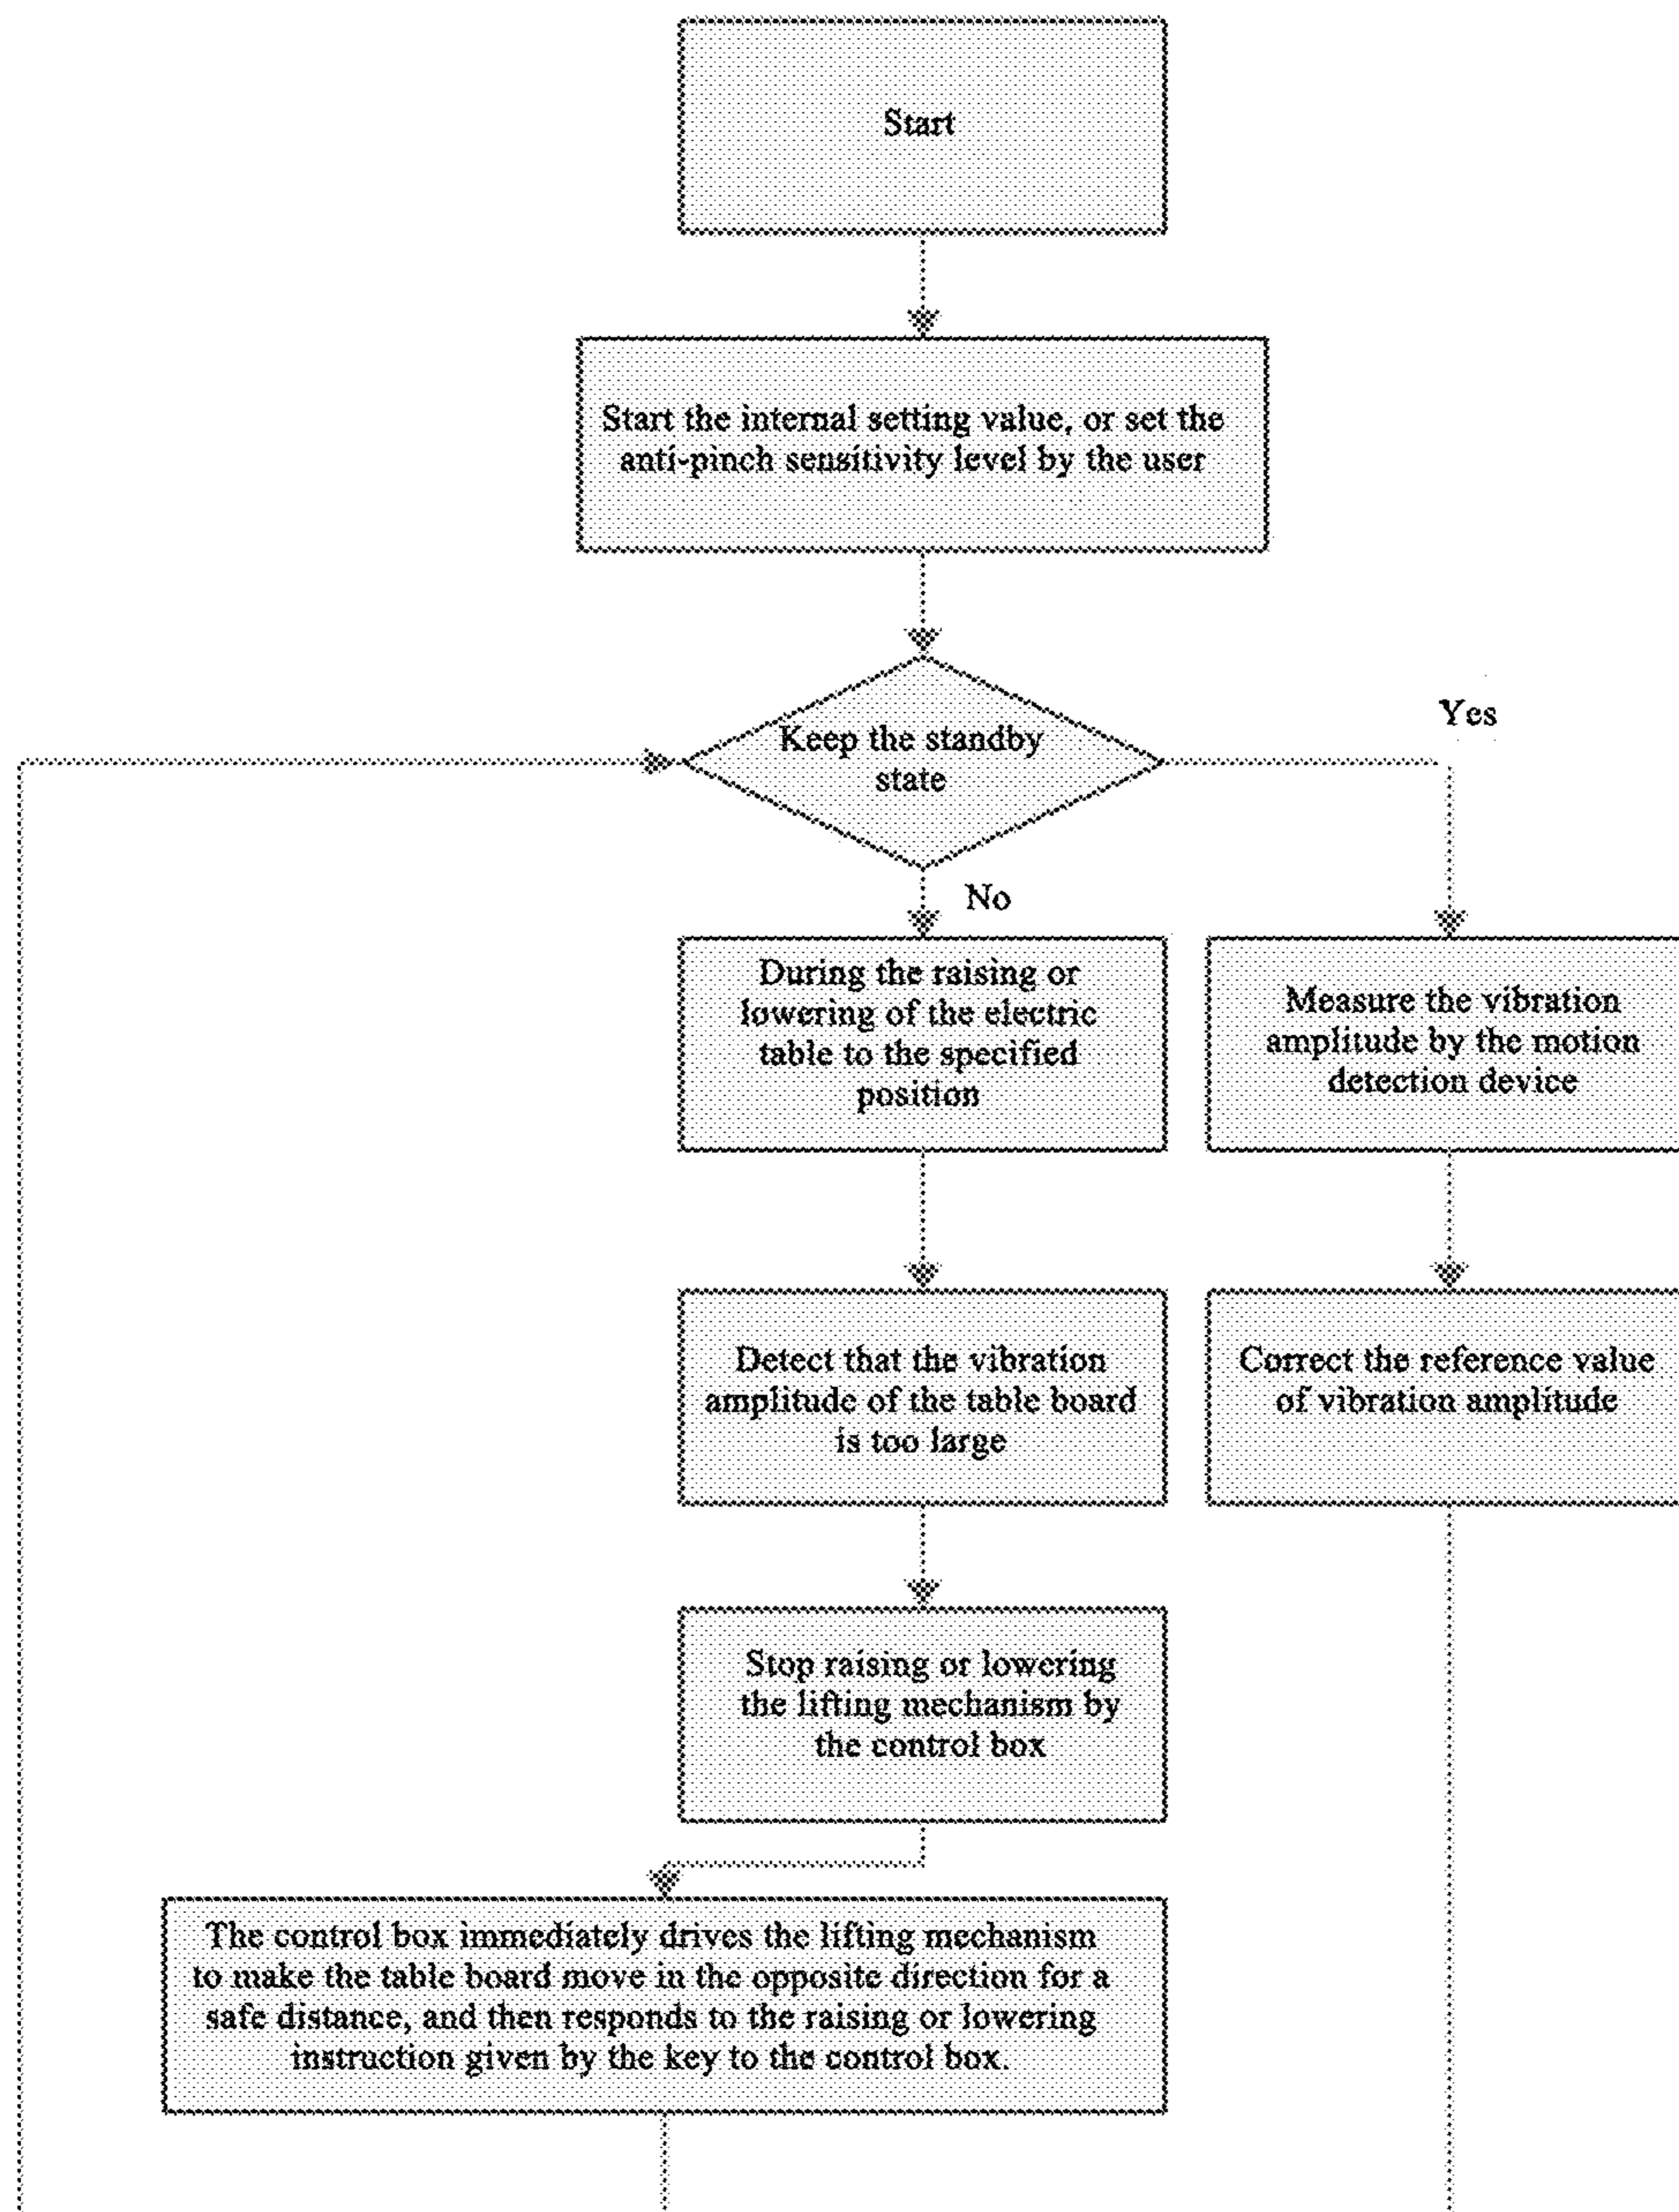 Start
Start the internal setting value, or set the
anti-pinch sensitivity level by the user
Keep the standby
state
Yes
No
During the raising or
lowering of the electric
table to the specified
position
Measure the vibration
amplitude by the motion
detection device
Detect that the vibration
amplitude of the table board
is too large
Correct the reference value
of vibration amplitude
Stop raising or lowering
the lifting mechanism by
the control box
The control box immediately drives the lifting mechanism
to make the table board move in the opposite direction for a
safe distance, and then responds to the raising or lowering
instruction given by the key to the control box.